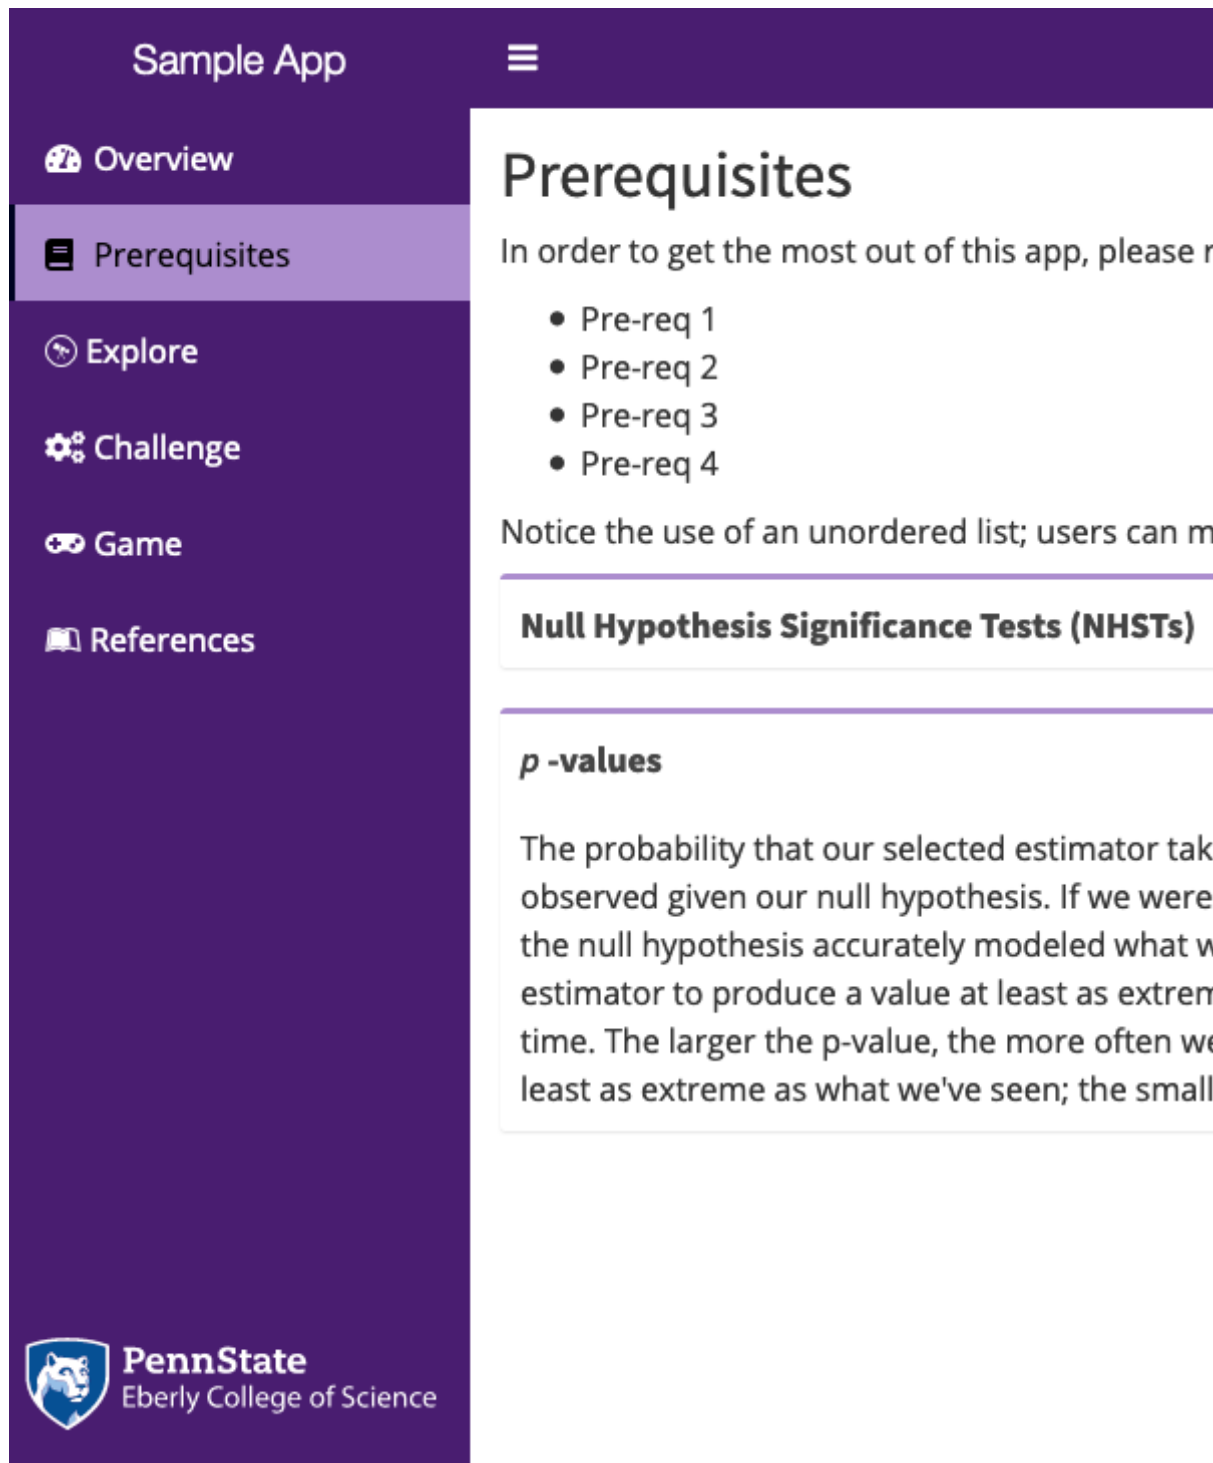 Sample App
Overview
Prerequisites
Explore
Challenge
Game
References
PennState
Eberly College of Science
Prerequisites
In order to get the most out of this app, please
• Pre-req 1
• Pre-req 2
• Pre-req 3
• Pre-req 4
Notice the use of an unordered list; users can
Null Hypothesis Significance Tests (NHSTs)
p -values
The probability that our selected estimator
observed given our null hypothesis. If we were
the null hypothesis accurately modeled what
estimator to produce a value at least as
time. The larger the p-value, the more often
least as extreme as what we've seen; the